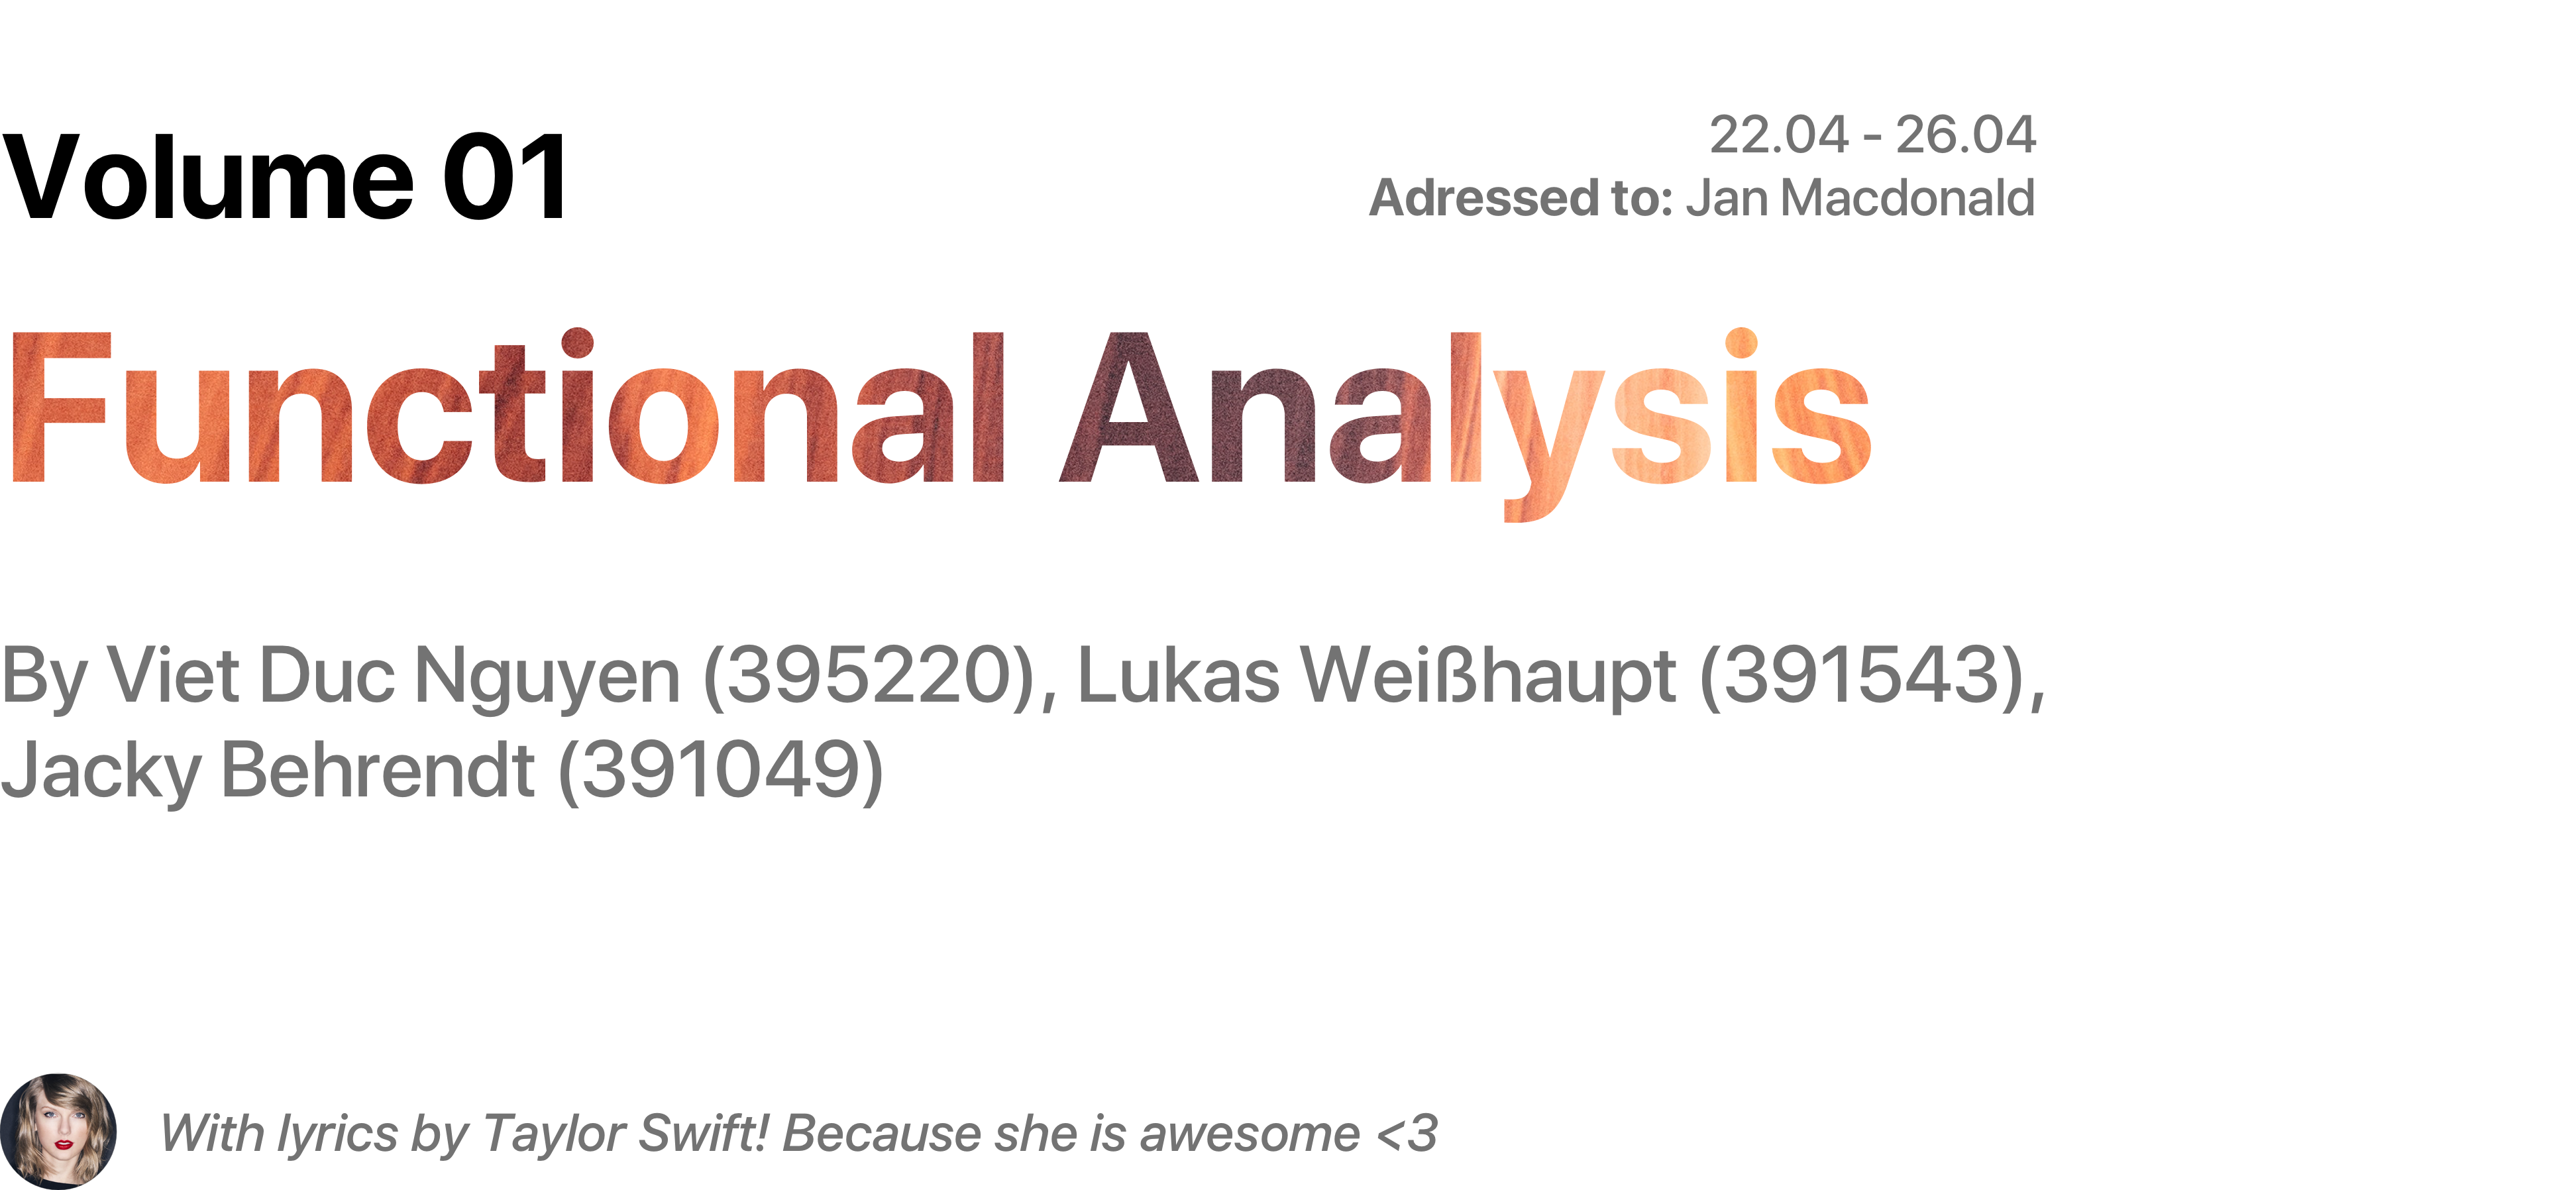 Volume 01
22.04 - 26.04
Adressed to: Jan Macdonald
Functional Analysis
By Viet Duc Nguyen (395220), Lukas Weißhaupt (391543),
Jacky Behrendt (391049)
With lyrics by Taylor Swift! Because she is awesome <3